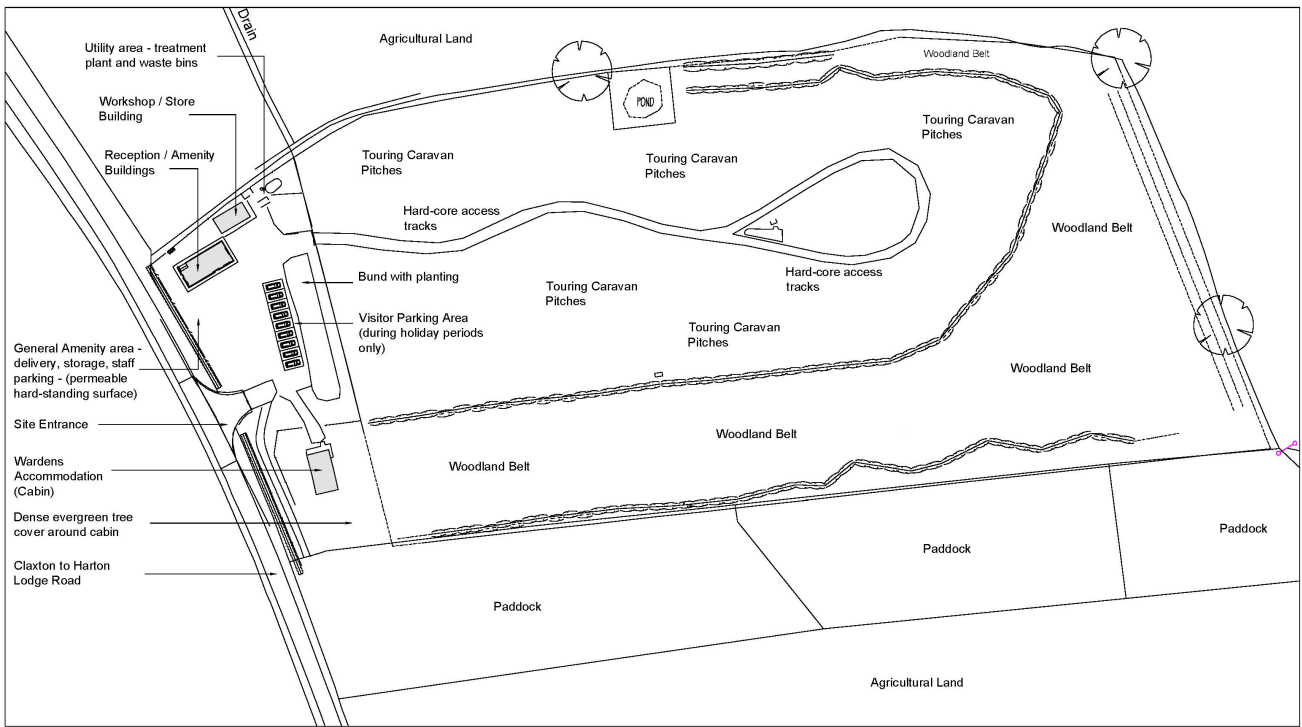 Drain
Agricultural Land
Utility area - treatment
plant and waste bins
Woodland Belt
Workshop / Store
Building
POND
Touring Caravan
Pitches
Reception / Amenity
Buildings
Touring Caravan
Pitches
Touring Caravan
Pitches
Hard-core access
tracks
Woodland Belt
Bund with planting
Hard-core access
tracks
Touring Caravan
Pitches
Visitor Parking Area
(during holiday periods
only)
Touring Caravan
Pitches
General Amenity area -
delivery, storage, staff
parking - (permeable
hard-standing surface)
Woodland Belt
Site Entrance
Woodland Belt
Wardens
Accommodation
(Cabin)
Woodland Belt
Dense evergreen tree
cover around cabin
Paddock
Paddock
Claxton to Harton
Lodge Road
Paddock
Agricultural Land